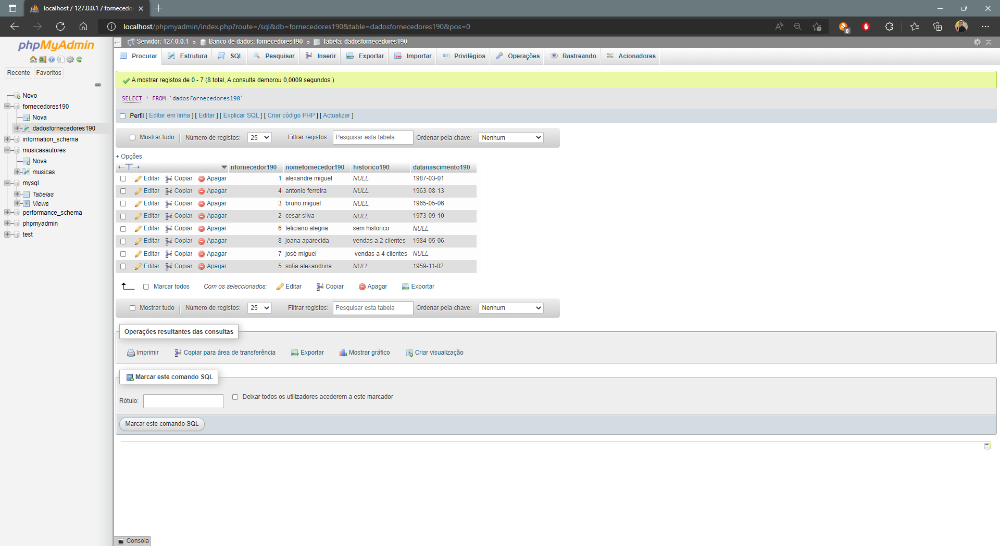 localhost / 127.0.0.1 / fornecedo
localhost/phpmyadmin/index.php?route=/sql&db=fornecedores190&table=dadosfornecedores190&pos=0
0
phpMyAdmin
Recente Favoritos
Novo
fornecedores190
Nova
dadosfornecedores190
information_schema
musicasautores
Nova
musicas
mysql
Tabelas
Views
performance_schema
phpmyadmin
test
Servidor: 127.0.0.1 » Banco de dados: fornecedores190 » Tabela: dadosfornecedores190
Procurar Estrutura SQL Pesquisar Inserir Exportar Importar Privilégios Operações Rastreando Acionadores
A mostrar registos de 0 - 7 (8 total, A consulta demorou 0,0009 segundos.)
SELECT * FROM `dadosfornecedores190`
Perfil [ Editar em linha ] [ Editar ] [ Explicar SQL ] [ Criar código PHP ] [ Actualizar ]
Mostrar tudo Número de registos: 25 Filtrar registos: Pesquisar esta tabela Ordenar pela chave: Nenhum
+ Opções
←T→ nfornecedor190 nomefornecedor190 historico190 datanascimento190
Editar Copiar Apagar 1 alexandre miguel NULL 1987-03-01
Editar Copiar Apagar 4 antonio ferreira NULL 1963-08-13
Editar Copiar Apagar 3 bruno miguel NULL 1965-05-06
Editar Copiar Apagar 2 cesar silva NULL 1973-09-10
Editar Copiar Apagar 6 feliciano alegria sem historico NULL
Editar Copiar Apagar 8 joana aparecida vendas a 2 clientes 1984-05-06
Editar Copiar Apagar 7 josé miguel vendas a 4 clientes NULL
Editar Copiar Apagar 5 sofia alexandrina NULL 1959-11-02
Marcar todos Com os seleccionados: Editar Copiar Apagar Exportar
Mostrar tudo Número de registos: 25 Filtrar registos: Pesquisar esta tabela Ordenar pela chave: Nenhum
Operações resultantes das consultas
Imprimir Copiar para área de transferência Exportar Mostrar gráfico Criar visualização
Marcar este comando SQL
Rótulo: Deixar todos os utilizadores acederem a este marcador
Marcar este comando SQL
Consola